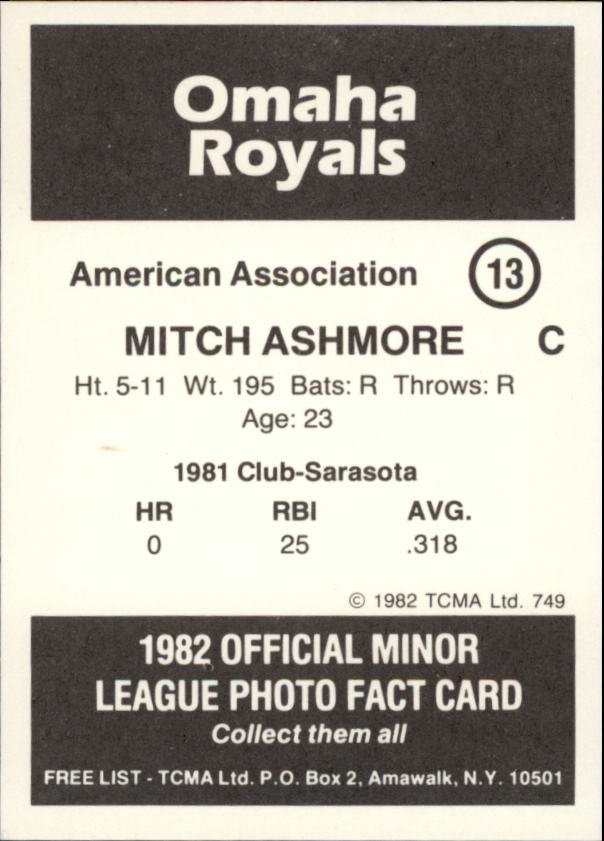 Omaha
Royals
American Association 13
MITCH ASHMORE C
Ht. 5-11 Wt. 195 Bats: R Throws: R
Age: 23
1981 Club-Sarasota
HR RBI AVG.
0 25 .318
© 1982 TCMA Ltd. 749
1982 OFFICIAL MINOR
LEAGUE PHOTO FACT CARD
Collect them all
FREE LIST - TCMA Ltd. P.O. Box 2, Amawalk, N.Y. 10501